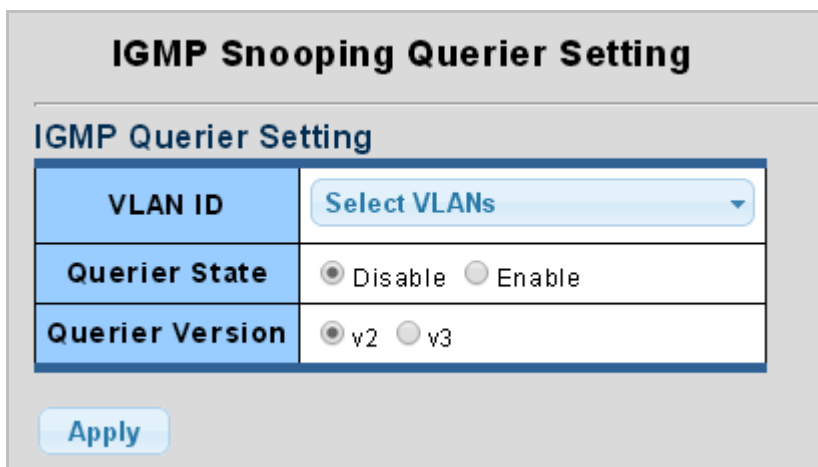 IGMP Snooping Querier Setting
IGMP Querier Setting
VLAN ID Select VLANs
Querier State Disable Enable
Querier Version v2 v3
Apply